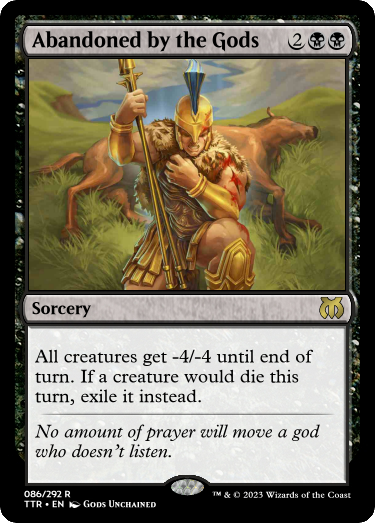 Abandoned by the Gods 2
Sorcery
All creatures get -4/-4 until end of
turn. If a creature would die this
turn, exile it instead.
No amount of prayer will move a god
who doesn't listen.
086/292 R
TTR • EN Gods Unchained
™ & © 2023 Wizards of the Coast